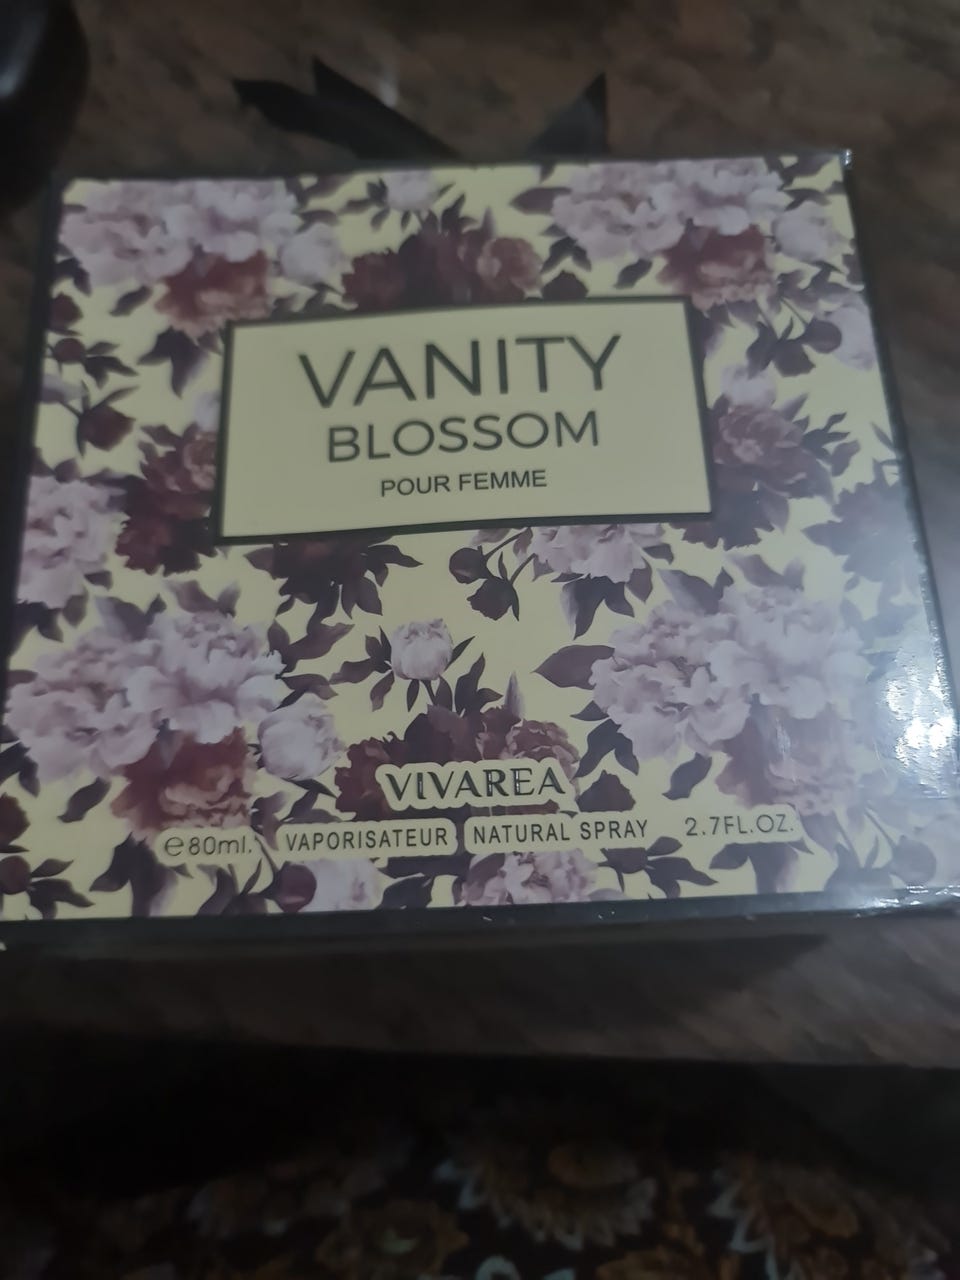 VANITY
BLOSSOM
POUR FEMME
VIVAREA
℮80ml. VAPORISATEUR NATURAL SPRAY 2.7FL.OZ.